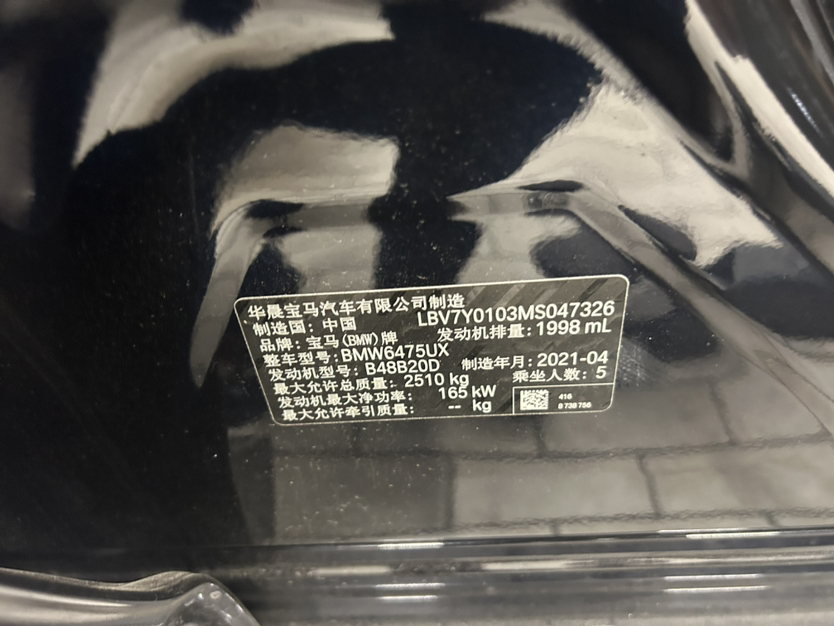 华晨宝马汽车有限公司制造
制造国：中国 LBV7Y0103MS047326
品牌：宝马(BMW)牌 发动机排量：1998 mL
整车型号：BMW6475UX
发动机型号：B48B20D 制造年月：2021-04
最大允许总质量：2510 kg 乘坐人数：5
发动机最大净功率：165 kW
最大允许牵引质量：-- kg
416
8 738 756